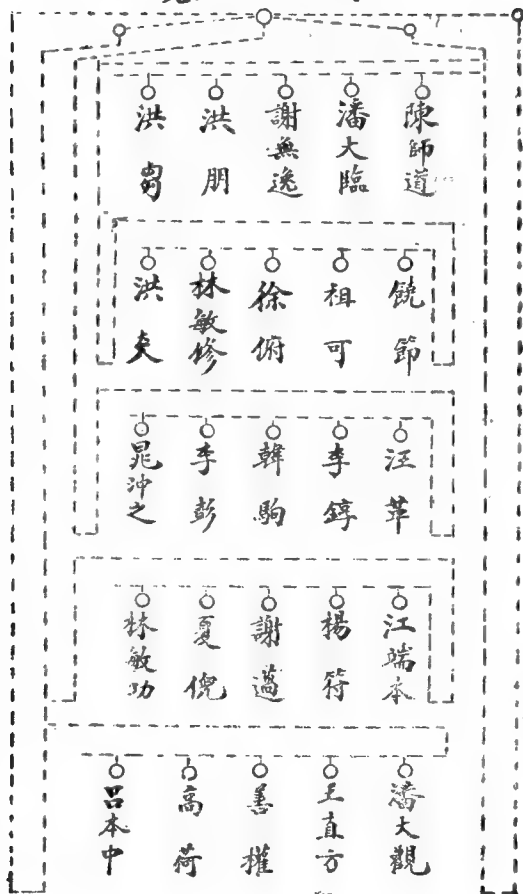 陳師道
潘大臨
謝無逸
洪朋
洪芻
饒節
祖可
徐俯
林敏修
洪炎
汪革
李錞
韓駒
李彭
晁沖之
江端本
楊符
謝薖
夏倪
林敏功
潘大觀
王直方
善權
高荷
呂本中